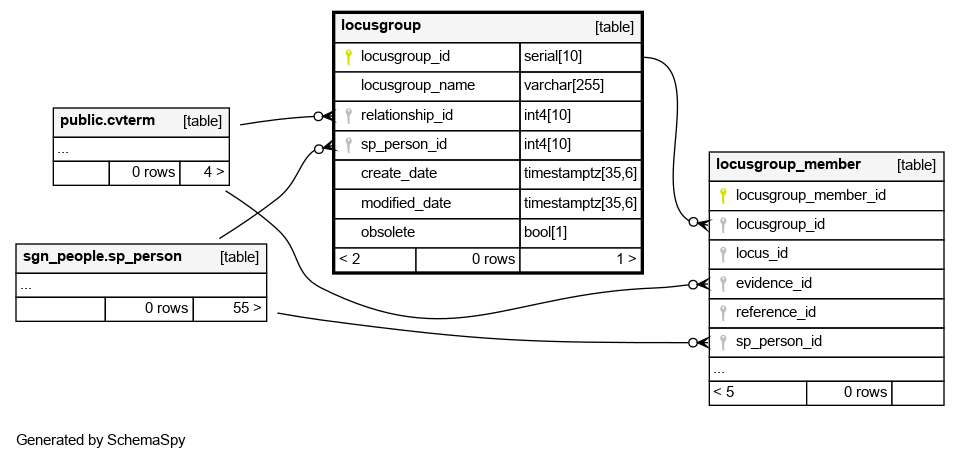 locusgroup [table]
locusgroup_id serial[10]
locusgroup_name varchar[255]
relationship_id int4[10]
sp_person_id int4[10]
create_date timestamptz[35,6]
modified_date timestamptz[35,6]
obsolete bool[1]
< 2 0 rows 1 >
public.cvterm [table]
...
0 rows 4 >
sgn_people.sp_person [table]
...
0 rows 55 >
locusgroup_member [table]
locusgroup_member_id
locusgroup_id
locus_id
evidence_id
reference_id
sp_person_id
...
< 5 0 rows
Generated by SchemaSpy